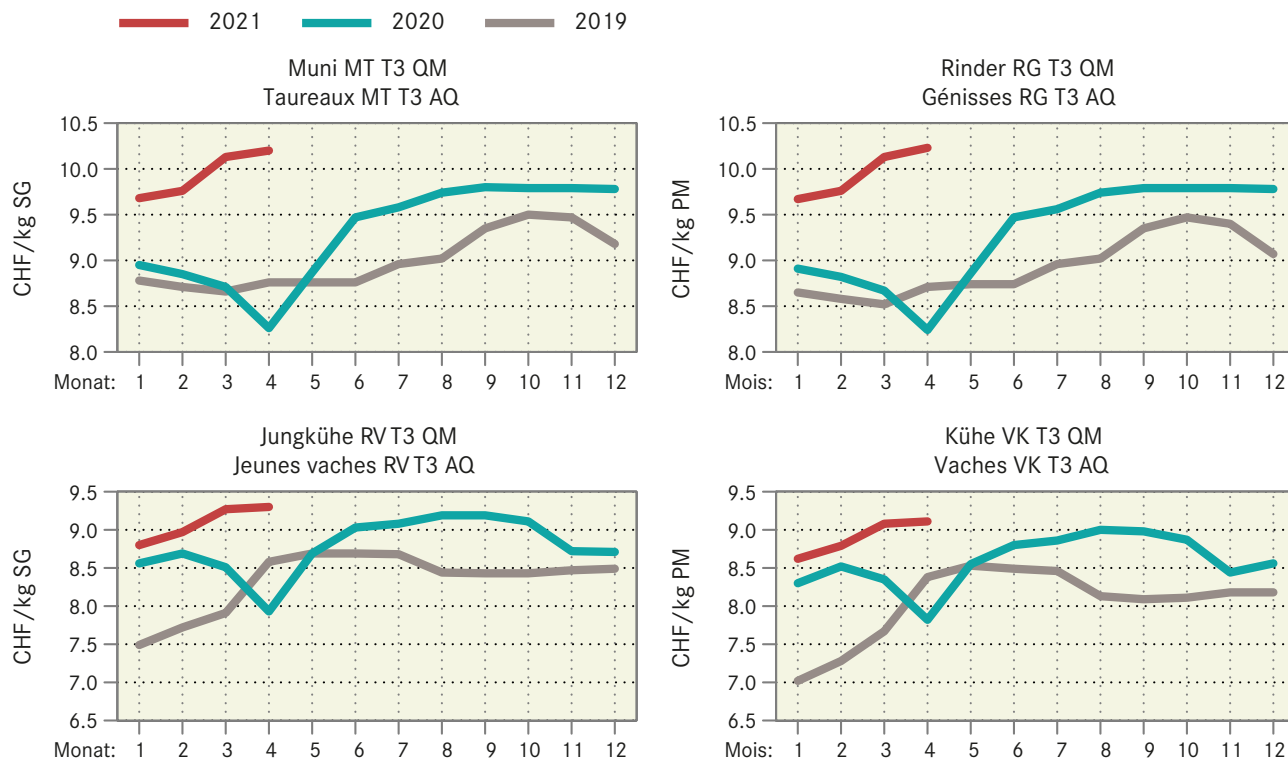 2021 2020 2019
Muni MT T3 QM
Taureaux MT T3 AQ
CHF/kg SG
10.5
10.0
9.5
9.0
8.5
8.0
Monat: 1 2 3 4 5 6 7 8 9 10 11 12
Rinder RG T3 QM
Génisses RG T3 AQ
CHF/kg PM
10.5
10.0
9.5
9.0
8.5
8.0
Mois: 1 2 3 4 5 6 7 8 9 10 11 12
Jungkühe RV T3 QM
Jeunes vaches RV T3 AQ
CHF/kg SG
9.5
9.0
8.5
8.0
7.5
7.0
6.5
Monat: 1 2 3 4 5 6 7 8 9 10 11 12
Kühe VK T3 QM
Vaches VK T3 AQ
CHF/kg PM
9.5
9.0
8.5
8.0
7.5
7.0
6.5
Mois: 1 2 3 4 5 6 7 8 9 10 11 12